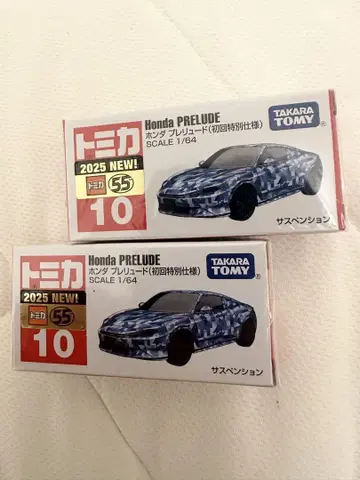 トミカ
Honda PRELUDE
ホンダ プレリュード(初回特別仕様)
SCALE 1/64
TAKARA
TOMY®
2025 NEW!
トミカ 55
10
サスペンション
トミカ
Honda PRELUDE
ホンダ プレリュード(初回特別仕様)
SCALE 1/64
TAKARA
TOMY®
2025 NEW!
トミカ 55
10
サスペンション